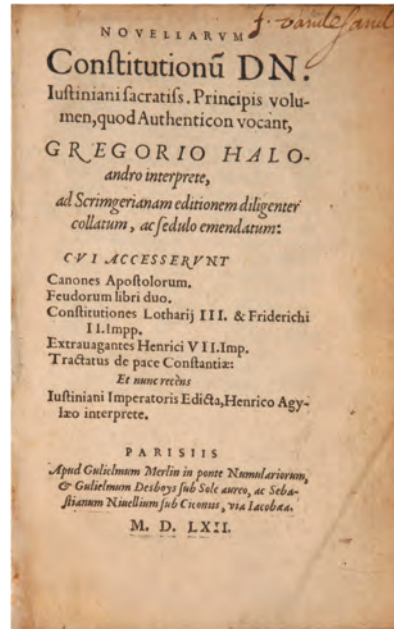 NOVELLARVM
Conſtitutionũ DN.
Iuſtiniani ſacratiſſ. Principis volu-
men, quod Authenticon vocant,
GREGORIO HALO-
andro interprete,
ad Scrimgerianam editionem diligenter
collatum, ac ſedulo emendatum:
CVI ACCESSERVNT
Canones Apoſtolorum.
Feudorum libri duo.
Conſtitutiones Lotharij III. & Friderichi
II. Impp.
Extrauagantes Henrici VII. Imp.
Tractatus de pace Conſtantiæ:
Et nunc recèns
Iuſtiniani Imperatoris Edicta, Henrico Agy-
læo interprete.
PARISIIS
Apud Gulielmum Merlin in ponte Numulariorum,
& Gulielmum Desboys ſub Sole aureo, ac Seba-
ſtianum Niuellium ſub Ciconiis, via Iacobæa.
M. D. LXII.